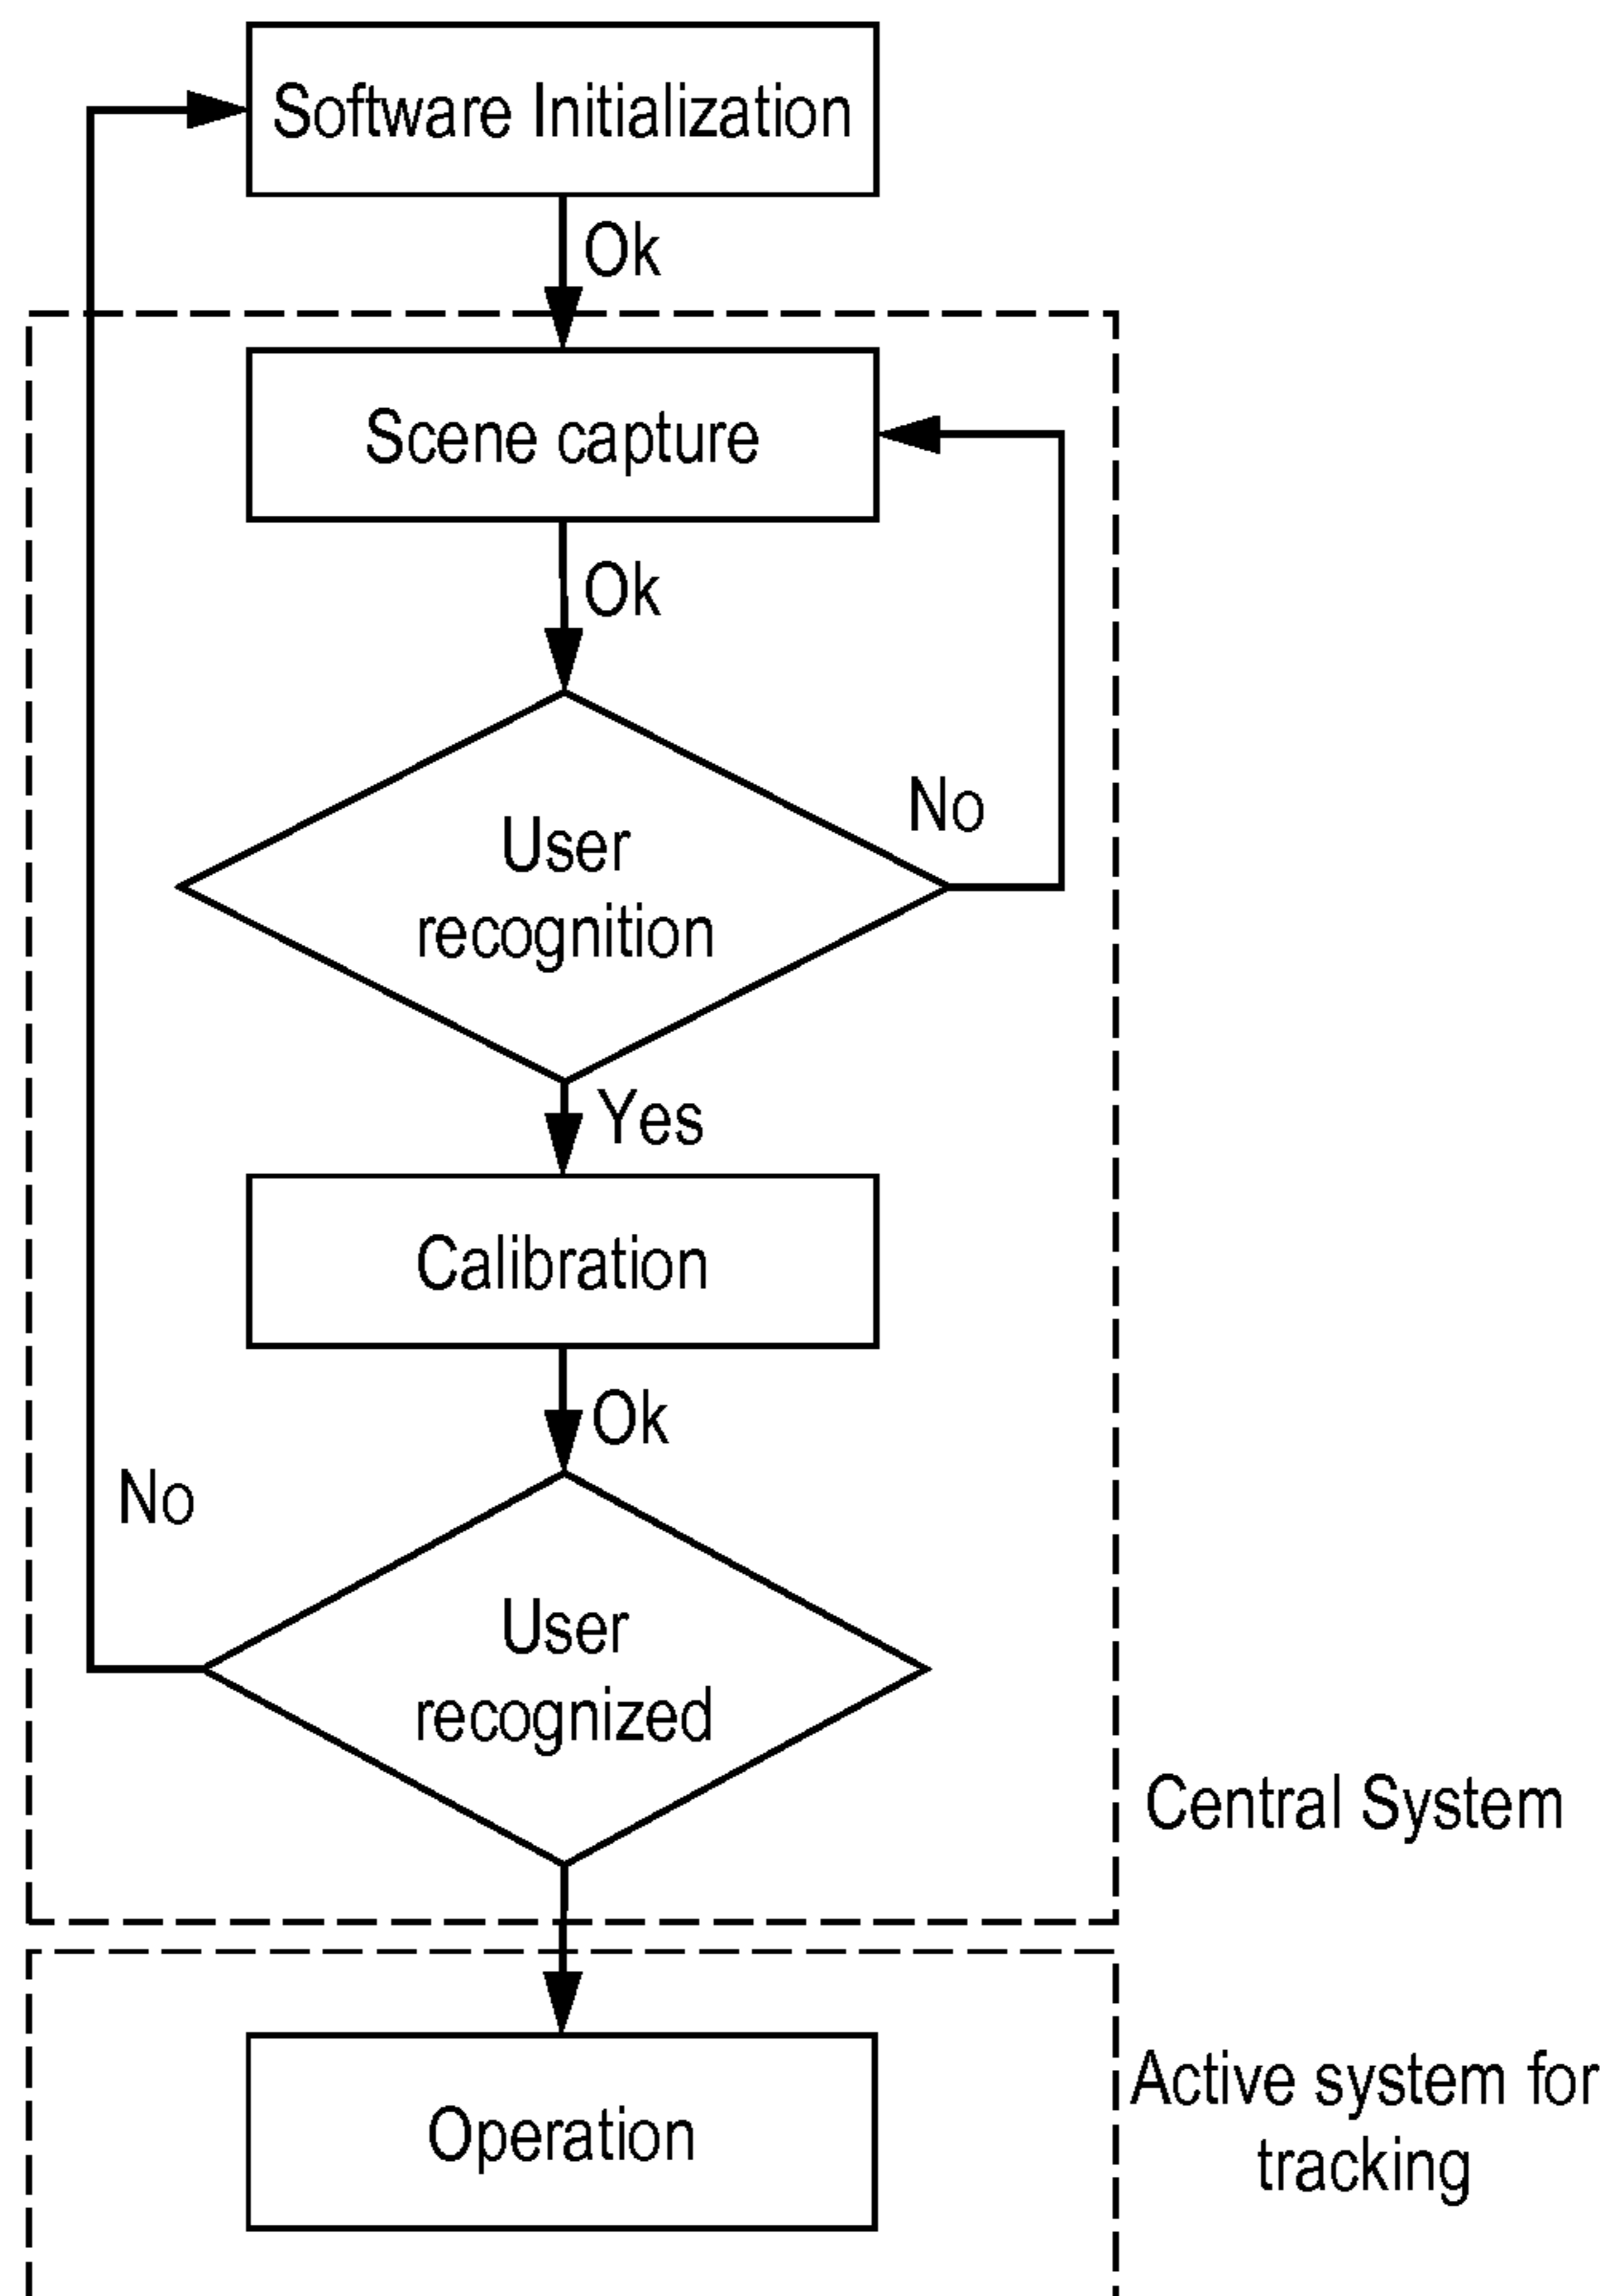 Software Initialization
Ok
Scene capture
Ok
User
recognition
No
Yes
Calibration
Ok
No
User
recognized
Central System
Operation
Active system for
tracking